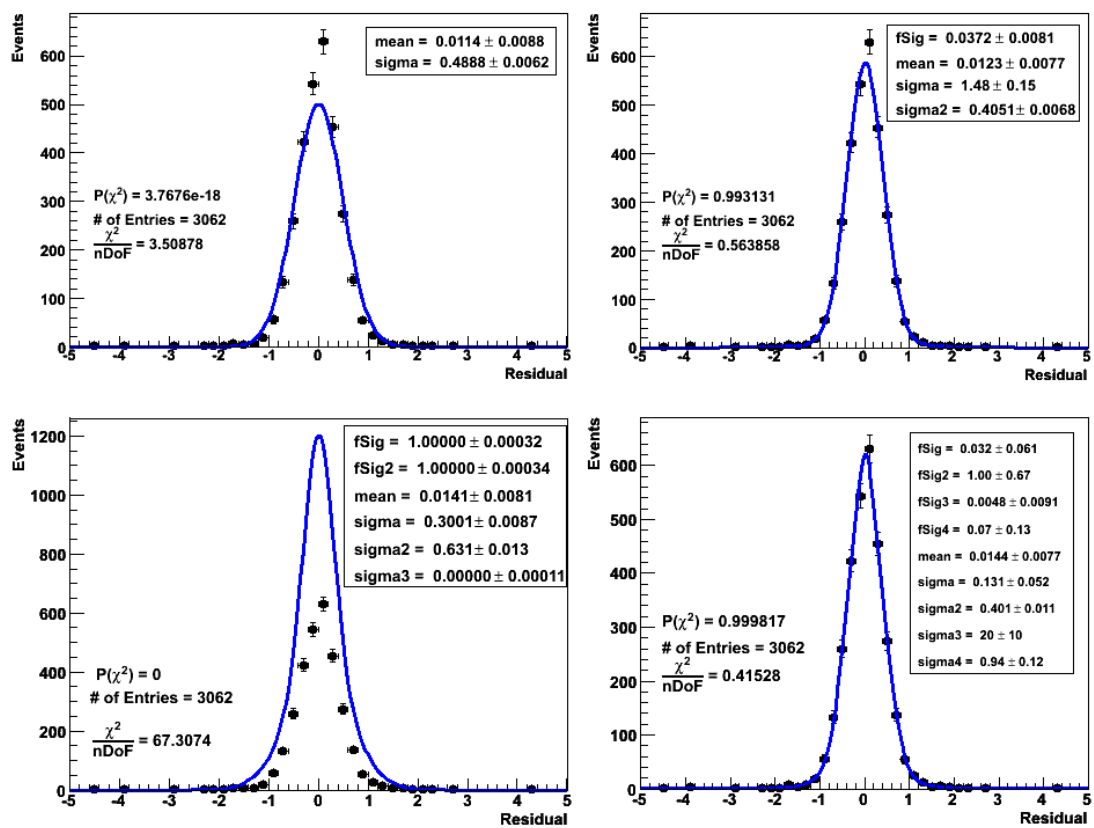 Events
600
500
400
300
200
100
0
mean = 0.0114 ± 0.0088
sigma = 0.4888 ± 0.0062
P(χ²) = 3.7676e-18
# of Entries = 3062
χ²
nDoF = 3.50878
-5 -4 -3 -2 -1 0 1 2 3 4 5
Residual
Events
600
500
400
300
200
100
0
fSig = 0.0372 ± 0.0081
mean = 0.0123 ± 0.0077
sigma = 1.48 ± 0.15
sigma2 = 0.4051 ± 0.0068
P(χ²) = 0.993131
# of Entries = 3062
χ²
nDoF = 0.563858
-5 -4 -3 -2 -1 0 1 2 3 4 5
Residual
Events
1200
1000
800
600
400
200
0
fSig = 1.00000 ± 0.00032
fSig2 = 1.00000 ± 0.00034
mean = 0.0141 ± 0.0081
sigma = 0.3001 ± 0.0087
sigma2 = 0.631 ± 0.013
sigma3 = 0.00000 ± 0.00011
P(χ²) = 0
# of Entries = 3062
χ²
nDoF = 67.3074
-5 -4 -3 -2 -1 0 1 2 3 4 5
Residual
Events
600
500
400
300
200
100
0
fSig = 0.032 ± 0.061
fSig2 = 1.00 ± 0.67
fSig3 = 0.0048 ± 0.0091
fSig4 = 0.07 ± 0.13
mean = 0.0144 ± 0.0077
sigma = 0.131 ± 0.052
sigma2 = 0.401 ± 0.011
sigma3 = 20 ± 10
sigma4 = 0.94 ± 0.12
P(χ²) = 0.999817
# of Entries = 3062
χ²
nDoF = 0.41528
-5 -4 -3 -2 -1 0 1 2 3 4 5
Residual